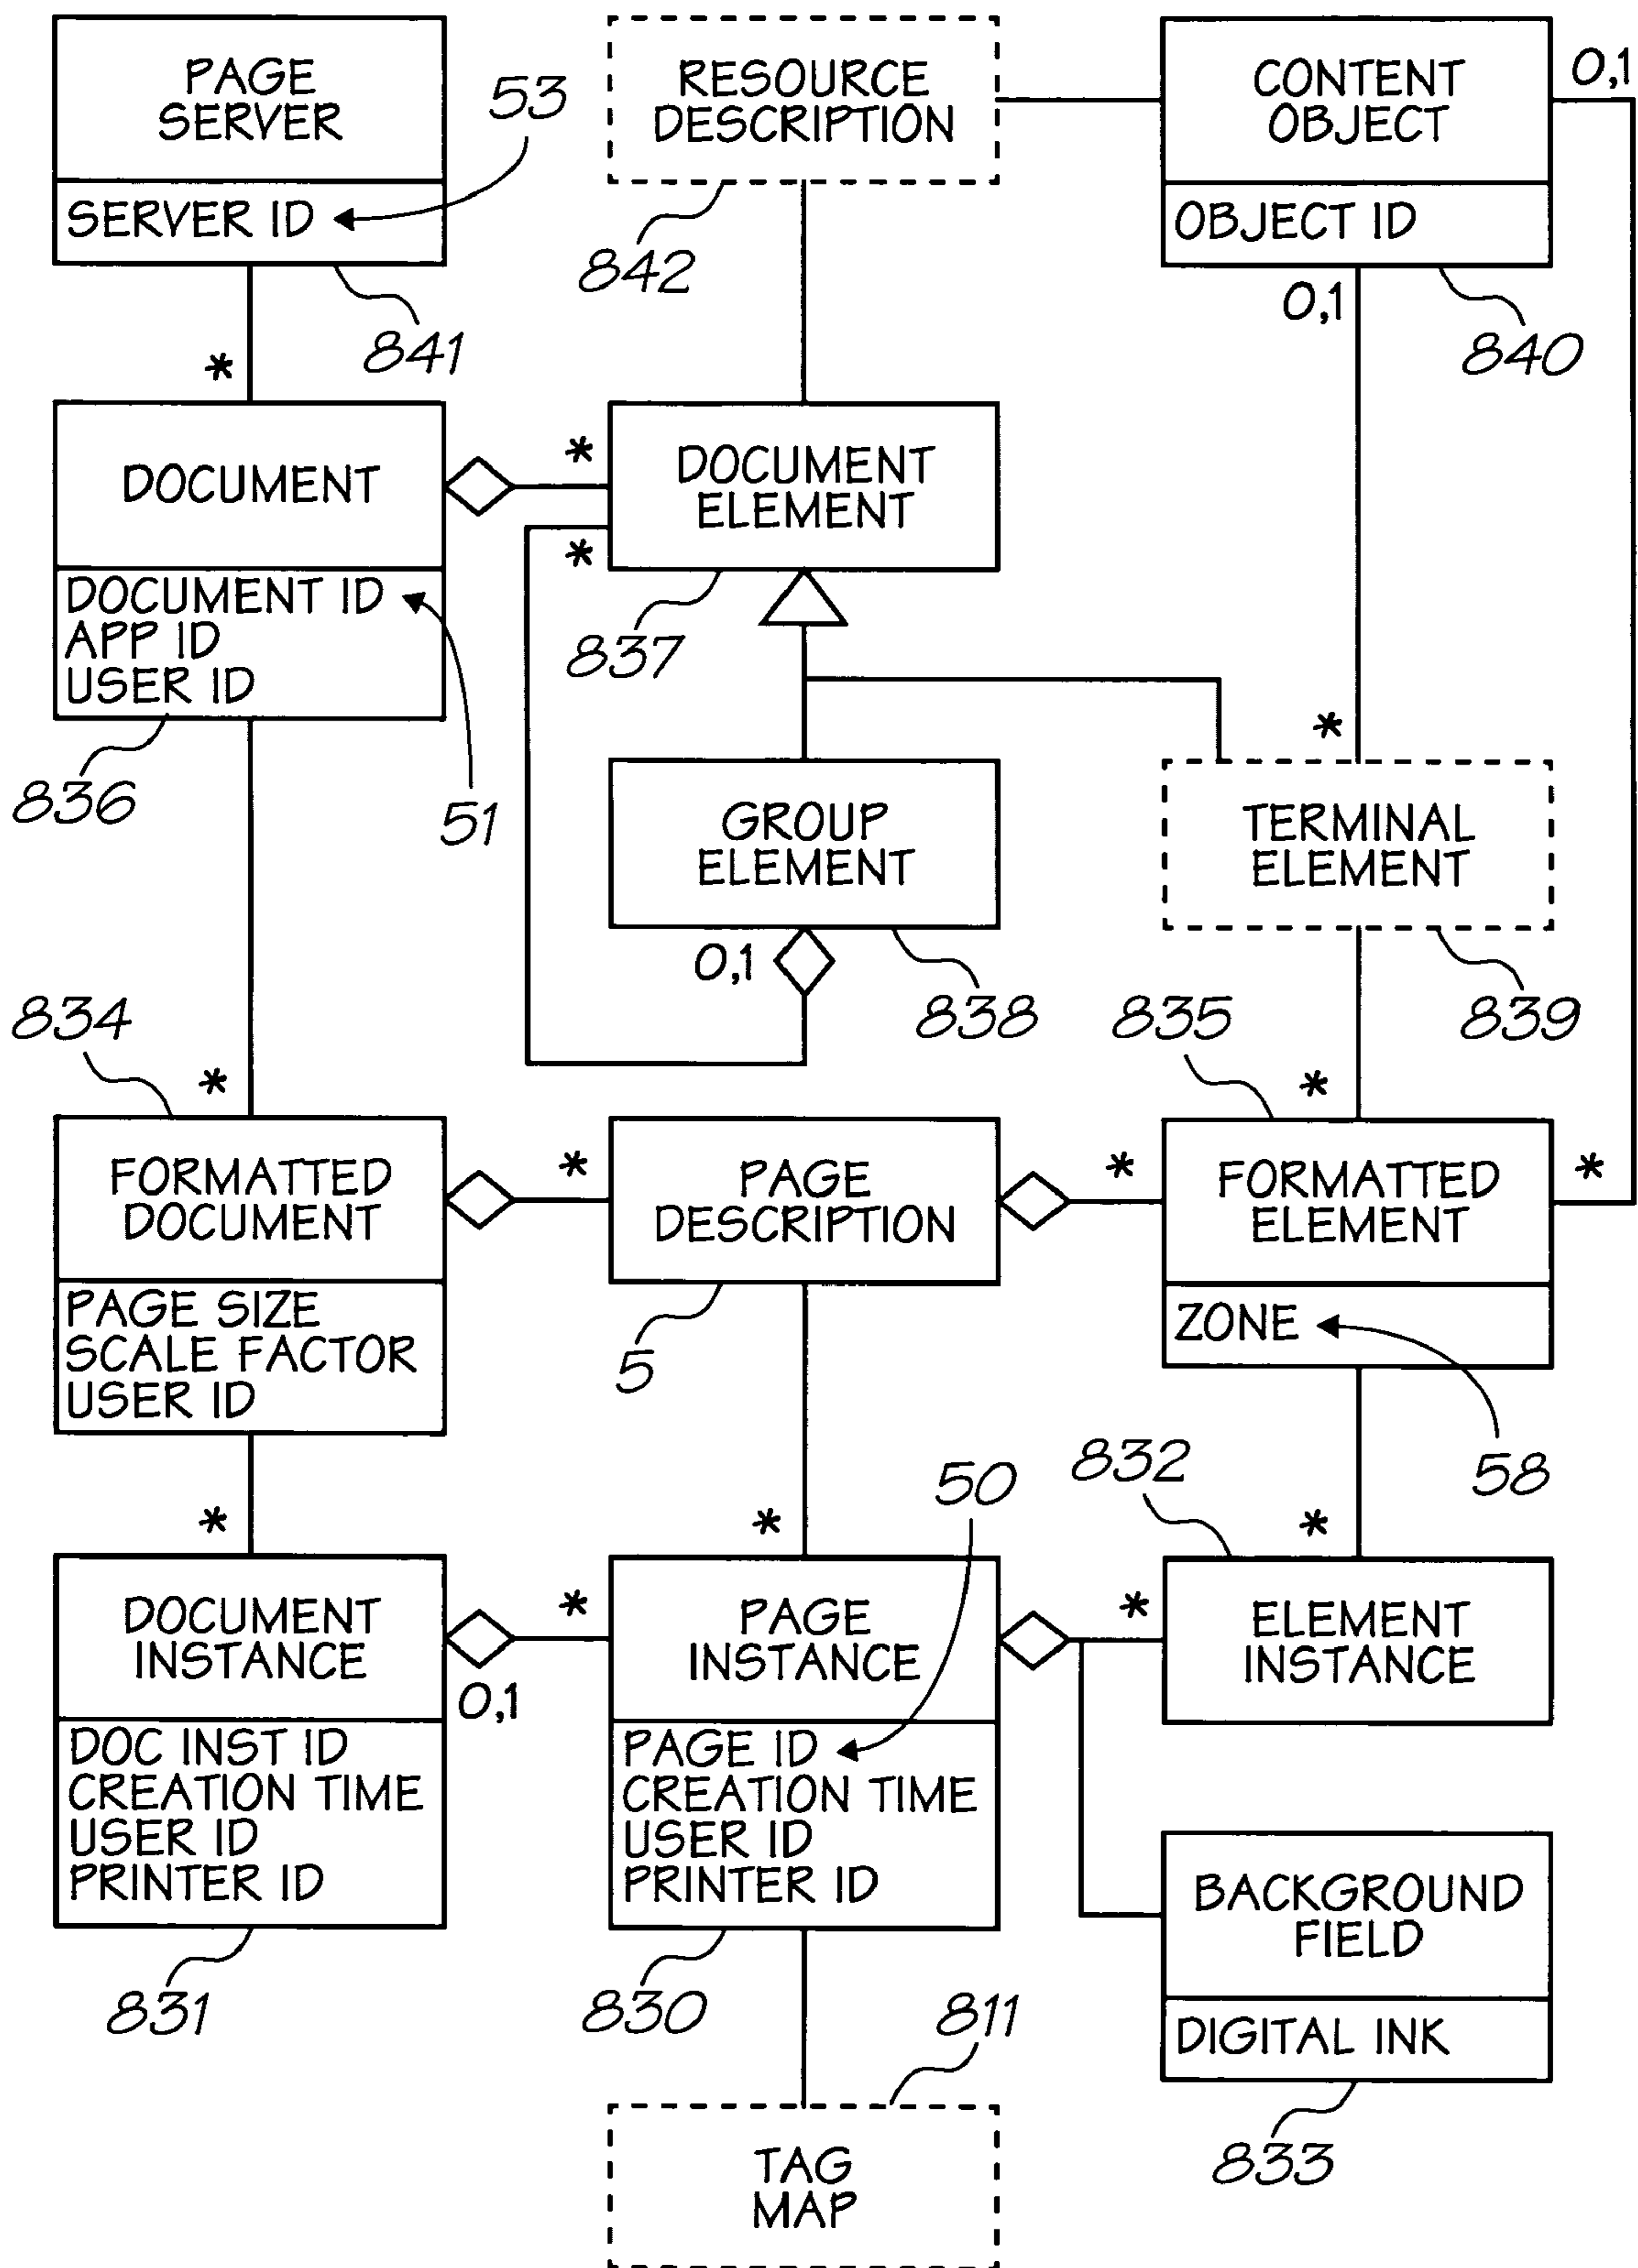 PAGE
SERVER
SERVER ID
53
841
RESOURCE
DESCRIPTION
842
CONTENT
OBJECT
OBJECT ID
0,1
0,1
840
*
DOCUMENT
DOCUMENT ID
APP ID
USER ID
836
51
*
*
DOCUMENT
ELEMENT
837
GROUP
ELEMENT
0,1
838
*
TERMINAL
ELEMENT
839
834
*
FORMATTED
DOCUMENT
PAGE SIZE
SCALE FACTOR
USER ID
*
PAGE
DESCRIPTION
5
835
*
*
*
FORMATTED
ELEMENT
ZONE
58
*
DOCUMENT
INSTANCE
0,1
DOC INST ID
CREATION TIME
USER ID
PRINTER ID
831
*
*
50
PAGE
INSTANCE
PAGE ID
CREATION TIME
USER ID
PRINTER ID
830
832
*
*
ELEMENT
INSTANCE
BACKGROUND
FIELD
DIGITAL INK
833
811
TAG
MAP